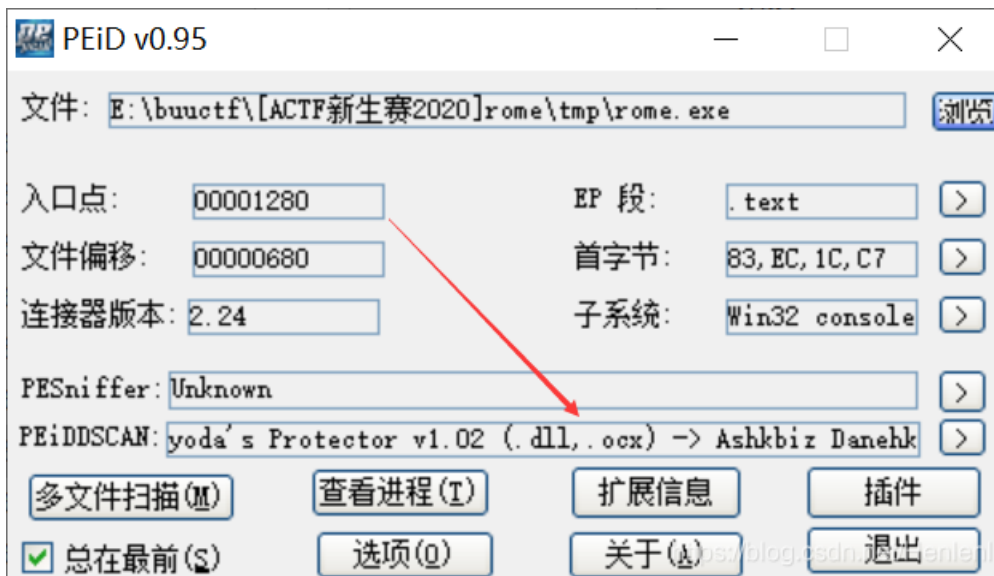 PEiD v0.95
文件: E:\buuctf\[ACTF新生赛2020]rome\tmp\rome.exe 浏览
入口点: 00001280 EP 段: .text >
文件偏移: 00000680 首字节: 83,EC,1C,C7 >
连接器版本: 2.24 子系统: Win32 console >
PESniffer: Unknown >
PEiDDSCAN: yoda's Protector v1.02 (.dll,.ocx) -> Ashkbiz Danehk >
多文件扫描(M) 查看进程(T) 扩展信息 插件
总在最前(S) 选项(O) 关于(A) 退出